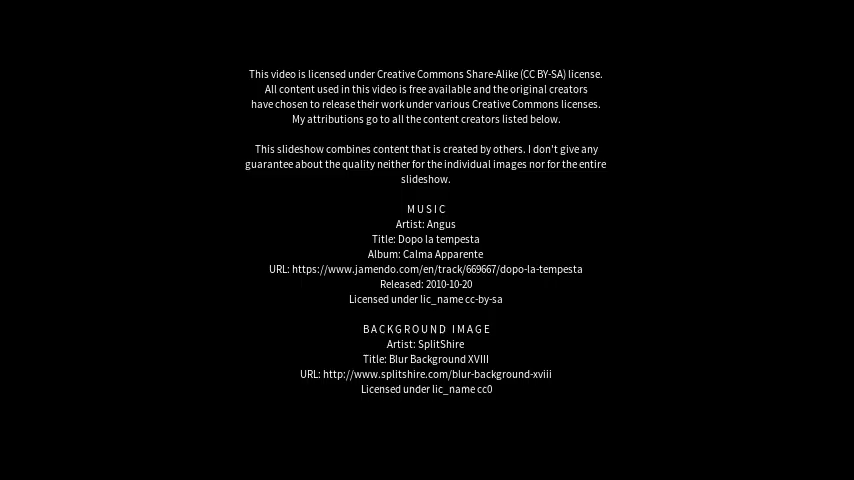 This video is licensed under Creative Commons Share-Alike (CC BY-SA) license.
All content used in this video is free available and the original creators
have chosen to release their work under various Creative Commons licenses.
My attributions go to all the content creators listed below.
This slideshow combines content that is created by others. I don't give any
guarantee about the quality neither for the individual images nor for the entire
slideshow.
MUSIC
Artist: Angus
Title: Dopo la tempesta
Album: Calma Apparente
URL: https://www.jamendo.com/en/track/669667/dopo-la-tempesta
Released: 2010-10-20
Licensed under lic_name cc-by-sa
BACKGROUND IMAGE
Artist: SplitShire
Title: Blur Background XVIII
URL: http://www.splitshire.com/blur-background-xviii
Licensed under lic_name cc0